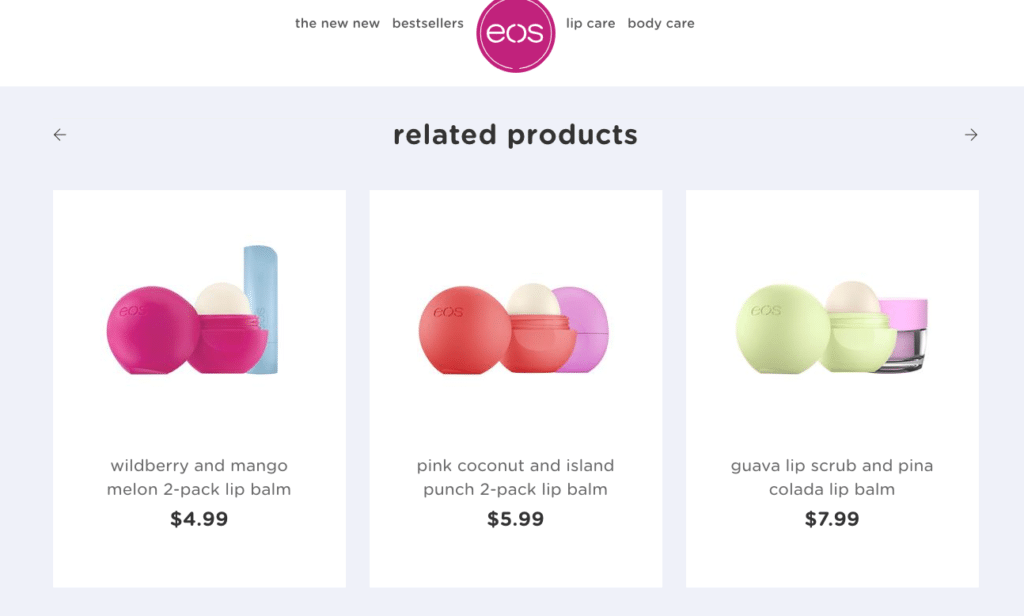 the new new bestsellers eos lip care body care
← related products →
eos
eos
eos
wildberry and mango
melon 2-pack lip balm
$4.99
pink coconut and island
punch 2-pack lip balm
$5.99
guava lip scrub and pina
colada lip balm
$7.99